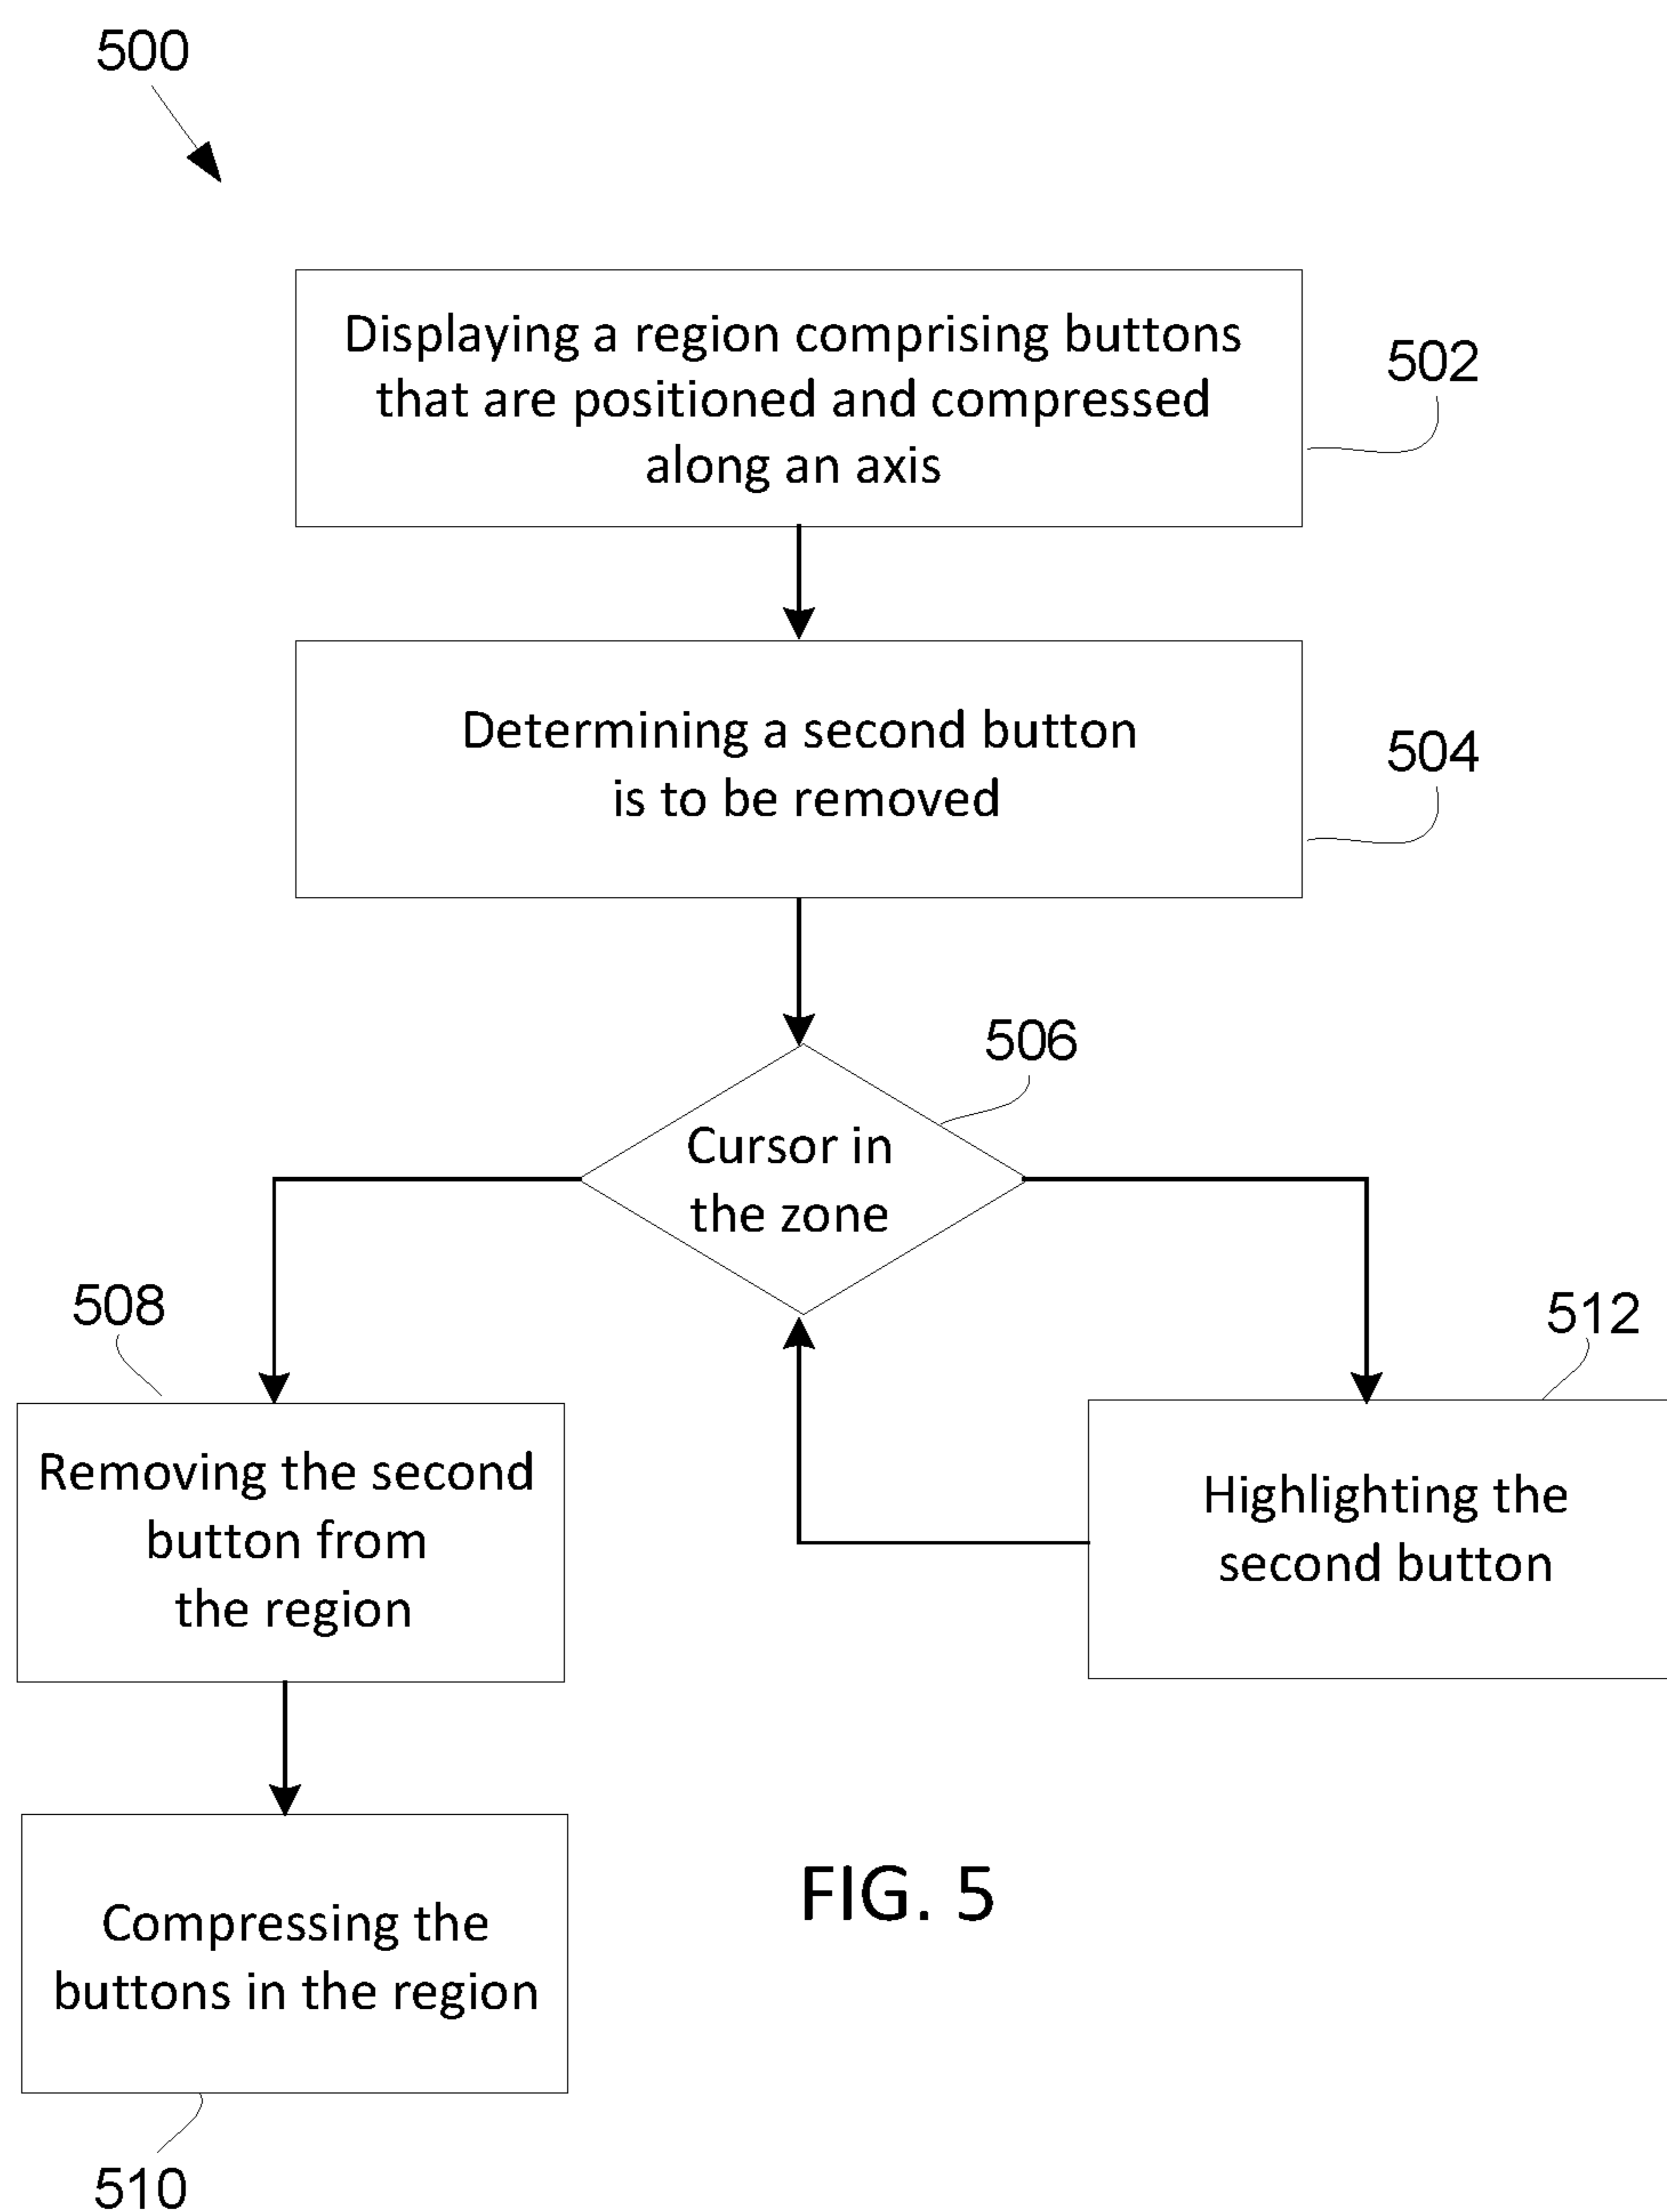 500
Displaying a region comprising buttons
that are positioned and compressed
along an axis
502
Determining a second button
is to be removed
504
506
Cursor in
the zone
508
512
Removing the second
button from
the region
Highlighting the
second button
Compressing the
buttons in the region
FIG. 5
510